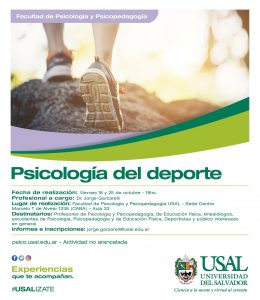 Facultad de Psicología y Psicopedagogía
Psicología del deporte
Fecha de realización: Viernes 18 y 25 de octubre - 19hs.
Profesional a cargo: Dr. Jorge Garzarelli
Lugar de realización: Facultad de Psicología y Psicopedagogía USAL - Sede Centro
Marcelo T. de Alvear 1335 (CABA) - Aula 33
Destinatarios: Profesores de Psicología y Psicopedagogía, de Educación física, kinesiólogos,
estudiantes de Psicología, Psicopedagogía y de Educación Física, Deportistas y público interesado
en general
Informes e inscripciones: jorge.garzarelli@usal.edu.ar
psico.usal.edu.ar - Actividad no arancelada
Experiencias
que te acompañan.
#USALIZATE
USAL
UNIVERSIDAD
DEL SALVADOR
Ciencia a la mente y virtud al corazón